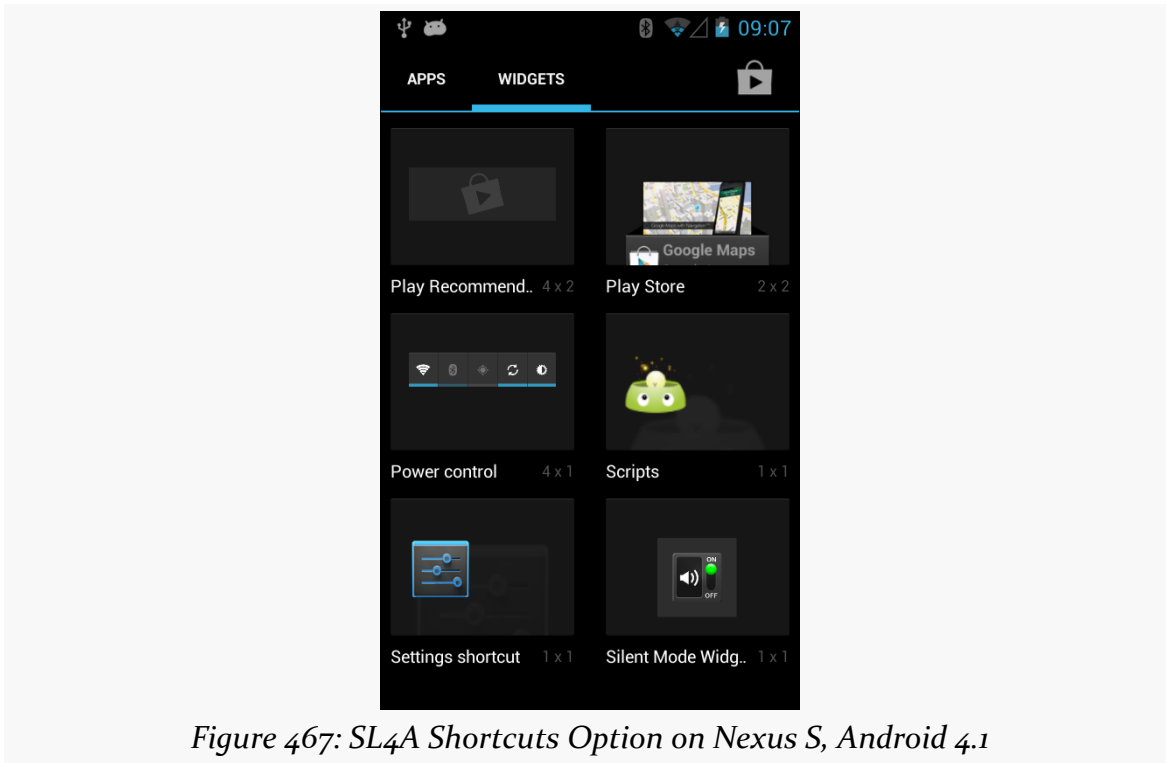 09:07
APPS WIDGETS
Google Maps
Play Recommend.. 4 x 2 Play Store 2 x 2
Power control 4 x 1 Scripts 1 x 1
ON
OFF
Settings shortcut 1 x 1 Silent Mode Widg.. 1 x 1
Figure 467: SL4A Shortcuts Option on Nexus S, Android 4.1